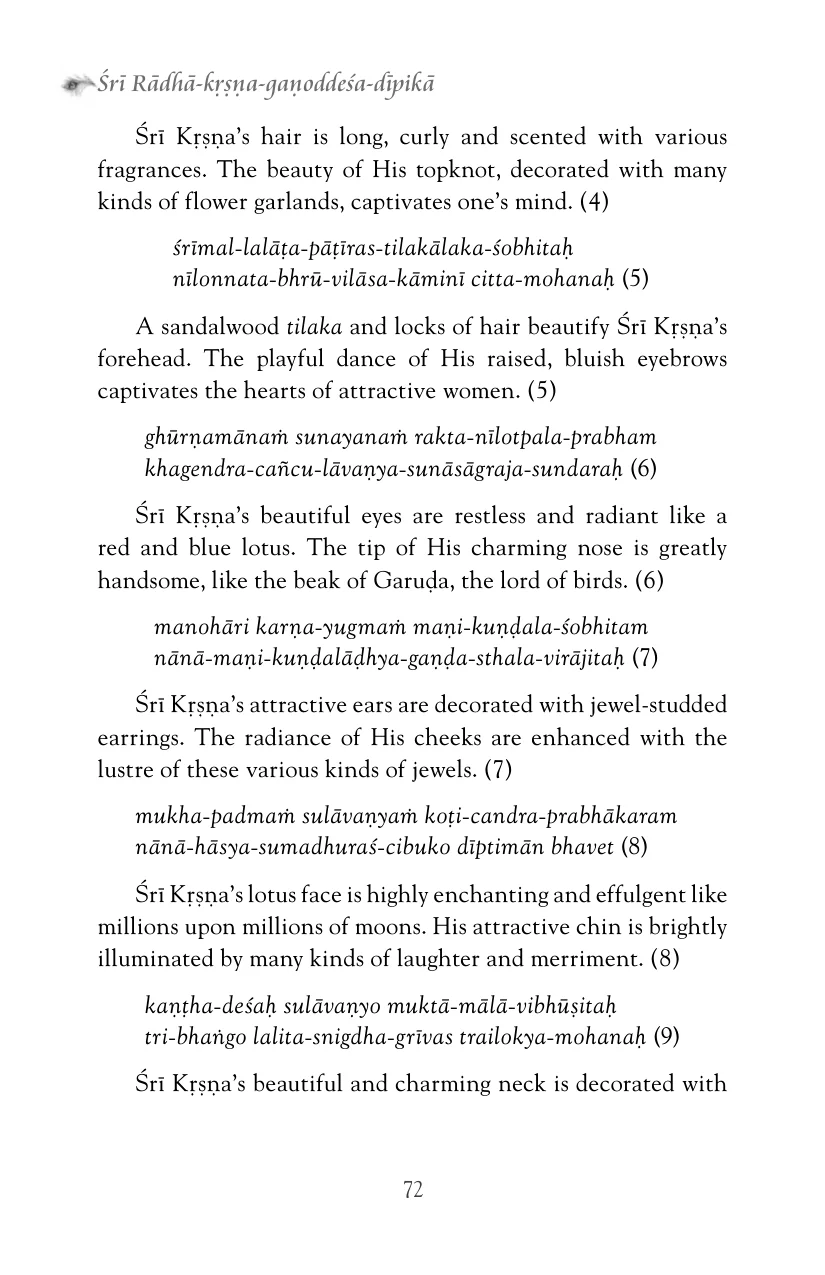 Śrī Rādhā-kṛṣṇa-gaṇoddeśa-dīpikā
Śrī Kṛṣṇa’s hair is long, curly and scented with various
fragrances. The beauty of His topknot, decorated with many
kinds of flower garlands, captivates one’s mind. (4)
śrīmal-lalāṭa-pāṭīras-tilakālaka-śobhitaḥ
nīlonnata-bhrū-vilāsa-kāminī citta-mohanaḥ (5)
A sandalwood tilaka and locks of hair beautify Śrī Kṛṣṇa’s
forehead. The playful dance of His raised, bluish eyebrows
captivates the hearts of attractive women. (5)
ghūrṇamānaṁ sunayanaṁ rakta-nīlotpala-prabham
khagendra-cañcu-lāvaṇya-sunāsāgraja-sundaraḥ (6)
Śrī Kṛṣṇa’s beautiful eyes are restless and radiant like a
red and blue lotus. The tip of His charming nose is greatly
handsome, like the beak of Garuḍa, the lord of birds. (6)
manohāri karṇa-yugmaṁ maṇi-kuṇḍala-śobhitam
nānā-maṇi-kuṇḍalāḍhya-gaṇḍa-sthala-virājitaḥ (7)
Śrī Kṛṣṇa’s attractive ears are decorated with jewel-studded
earrings. The radiance of His cheeks are enhanced with the
lustre of these various kinds of jewels. (7)
mukha-padmaṁ sulāvaṇyaṁ koṭi-candra-prabhākaram
nānā-hāsya-sumadhuraś-cibuko dīptimān bhavet (8)
Śrī Kṛṣṇa’s lotus face is highly enchanting and effulgent like
millions upon millions of moons. His attractive chin is brightly
illuminated by many kinds of laughter and merriment. (8)
kaṇṭha-deśaḥ sulāvaṇyo muktā-mālā-vibhūṣitaḥ
tri-bhaṅgo lalita-snigdha-grīvas trailokya-mohanaḥ (9)
Śrī Kṛṣṇa’s beautiful and charming neck is decorated with
72